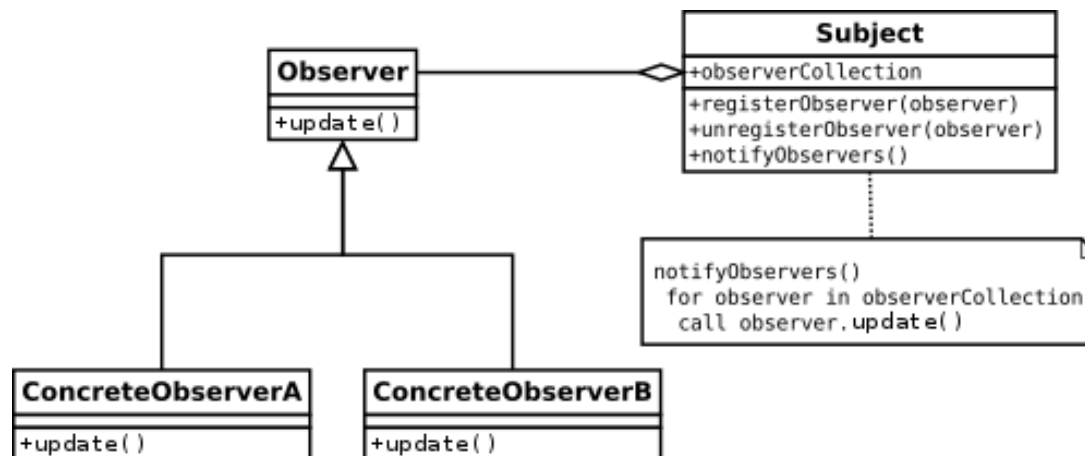 Observer
+update()
Subject
+observerCollection
+registerObserver(observer)
+unregisterObserver(observer)
+notifyObservers()
notifyObservers()
for observer in observerCollection
call observer.update()
ConcreteObserverA
+update()
ConcreteObserverB
+update()